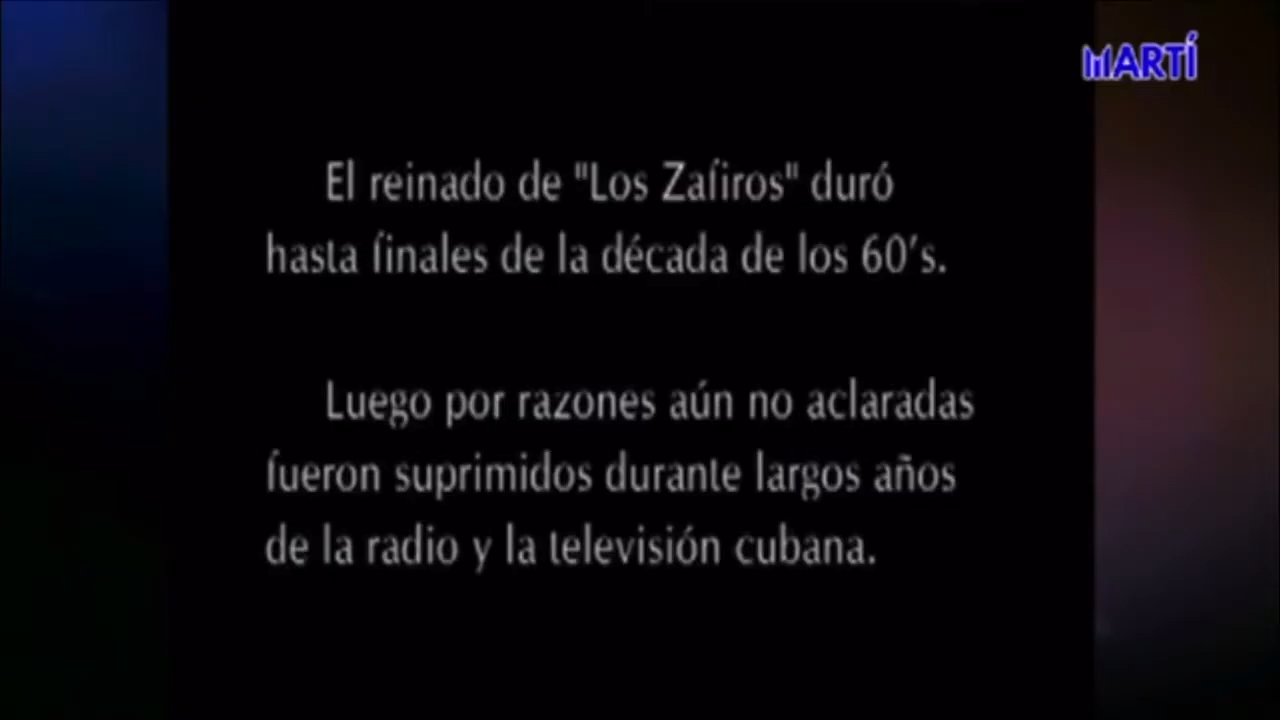 MARTÍ
El reinado de "Los Zafiros" duró
hasta finales de la década de los 60's.
Luego por razones aún no aclaradas
fueron suprimidos durante largos años
de la radio y la televisión cubana.